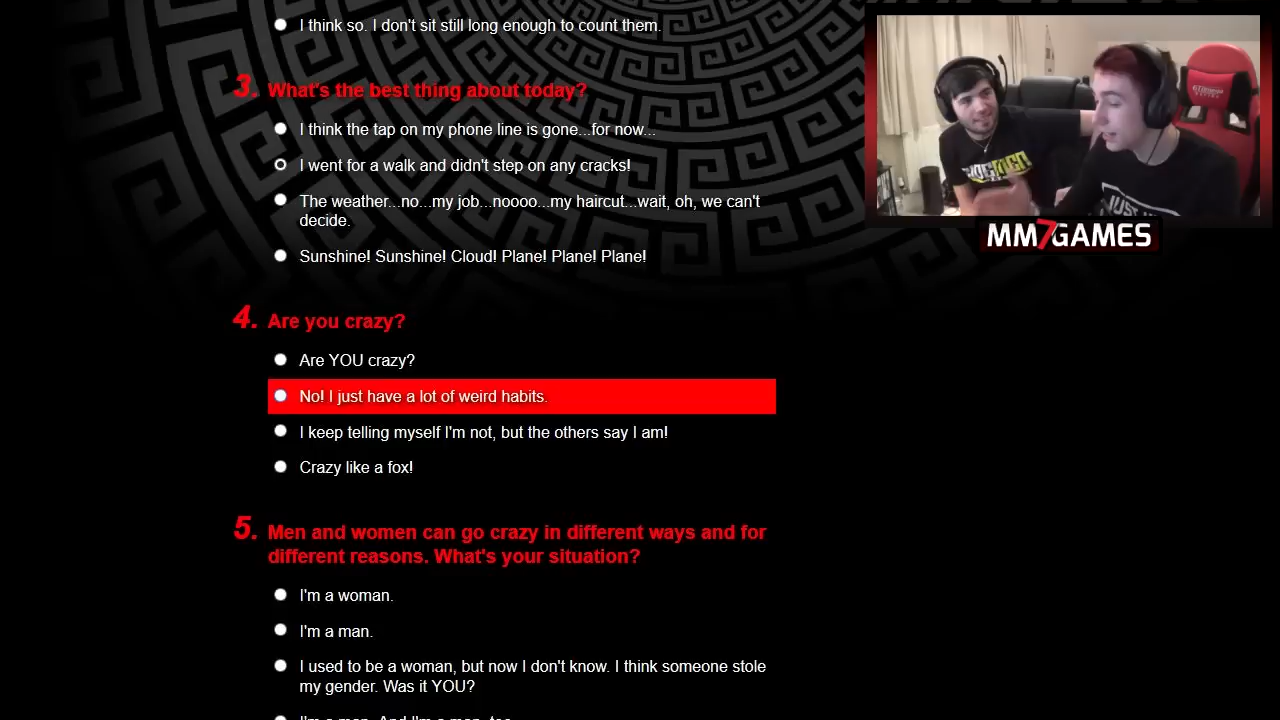 I think so. I don't sit still long enough to count them.
3. What's the best thing about today?
I think the tap on my phone line is gone...for now...
I went for a walk and didn't step on any cracks!
The weather...no...my job...noooo...my haircut...wait, oh, we can't
decide.
Sunshine! Sunshine! Cloud! Plane! Plane! Plane!
4. Are you crazy?
Are YOU crazy?
No! I just have a lot of weird habits.
I keep telling myself I'm not, but the others say I am!
Crazy like a fox!
5. Men and women can go crazy in different ways and for
different reasons. What's your situation?
I'm a woman.
I'm a man.
I used to be a woman, but now I don't know. I think someone stole
my gender. Was it YOU?
I'm a man. And I'm a man, too.
MM7GAMES
JUST